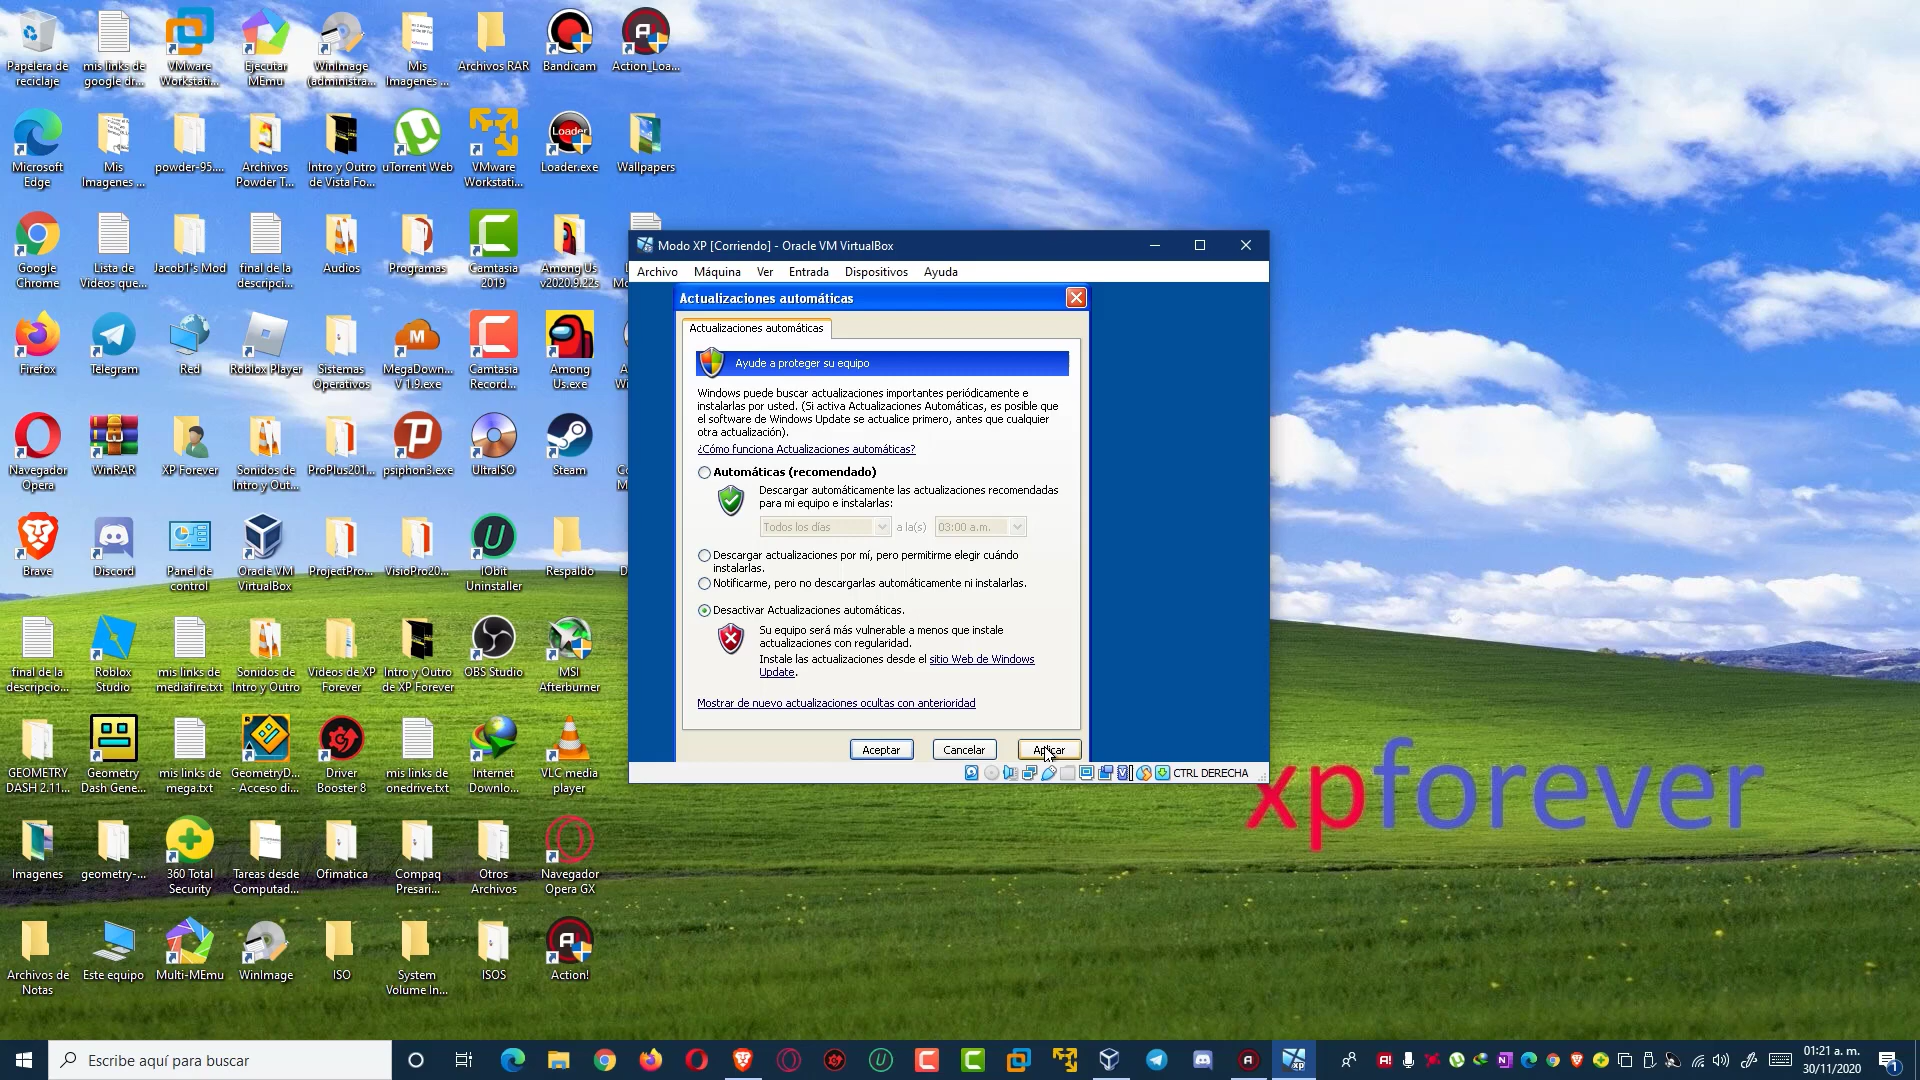 Papelera de reciclaje
mis links de google dr...
VMware Workstati...
Ejecutar MEmu
WinImage (administra...
Mis Imagenes ...
Archivos RAR
Bandicam
Action_Loa...
Microsoft Edge
Mis Imagenes ...
powder-95....
Archivos Powder T...
Intro y Outro de Vista Fo...
uTorrent Web
VMware Workstati...
Loader.exe
Wallpapers
Google Chrome
Lista de Videos que...
Jacob1's Mod
final de la descripci...
Audios
Programas
Camtasia 2019
Among Us v2020.9.22s
Firefox
Telegram
Red
Roblox Player
Sistemas Operativos
MegaDown... V 1.9.exe
Camtasia Record...
Among Us.exe
Navegador Opera
WinRAR
XP Forever
Sonidos de Intro y Out...
ProPlus201...
psiphon3.exe
UltraISO
Steam
Brave
Discord
Panel de control
Oracle VM VirtualBox
ProjectPro...
VisioPro20...
IObit Uninstaller
Respaldo
final de la descripcio...
Roblox Studio
mis links de mediafire.txt
Sonidos de Intro y Outro
Videos de XP Forever
Intro y Outro de XP Forever
OBS Studio
MSI Afterburner
GEOMETRY DASH 2.11...
Geometry Dash Gene...
mis links de mega.txt
GeometryD... - Acceso di...
Driver Booster 8
mis links de onedrive.txt
Internet Downlo...
VLC media player
Imagenes
geometry-...
360 Total Security
Tareas desde Computad...
Ofimatica
Compaq Presari...
Otros Archivos
Navegador Opera GX
Archivos de Notas
Este equipo
Multi-MEmu
WinImage
ISO
System Volume In...
ISOS
Action!
Modo XP [Corriendo] - Oracle VM VirtualBox
Archivo Máquina Ver Entrada Dispositivos Ayuda
Actualizaciones automáticas
Actualizaciones automáticas
Ayude a proteger su equipo
Windows puede buscar actualizaciones importantes periódicamente e
instalarlas por usted. (Si activa Actualizaciones Automáticas, es posible que
el software de Windows Update se actualice primero, antes que cualquier
otra actualización).
¿Cómo funciona Actualizaciones automáticas?
Automáticas (recomendado)
Descargar automáticamente las actualizaciones recomendadas
para mi equipo e instalarlas:
Todos los días a la(s) 03:00 a.m.
Descargar actualizaciones por mí, pero permitirme elegir cuándo
instalarlas.
Notificarme, pero no descargarlas automáticamente ni instalarlas.
Desactivar Actualizaciones automáticas.
Su equipo será más vulnerable a menos que instale
actualizaciones con regularidad.
Instale las actualizaciones desde el sitio Web de Windows
Update.
Mostrar de nuevo actualizaciones ocultas con anterioridad
Aceptar Cancelar Aplicar
CTRL DERECHA
xpforever
Escribe aquí para buscar
01:21 a. m.
30/11/2020